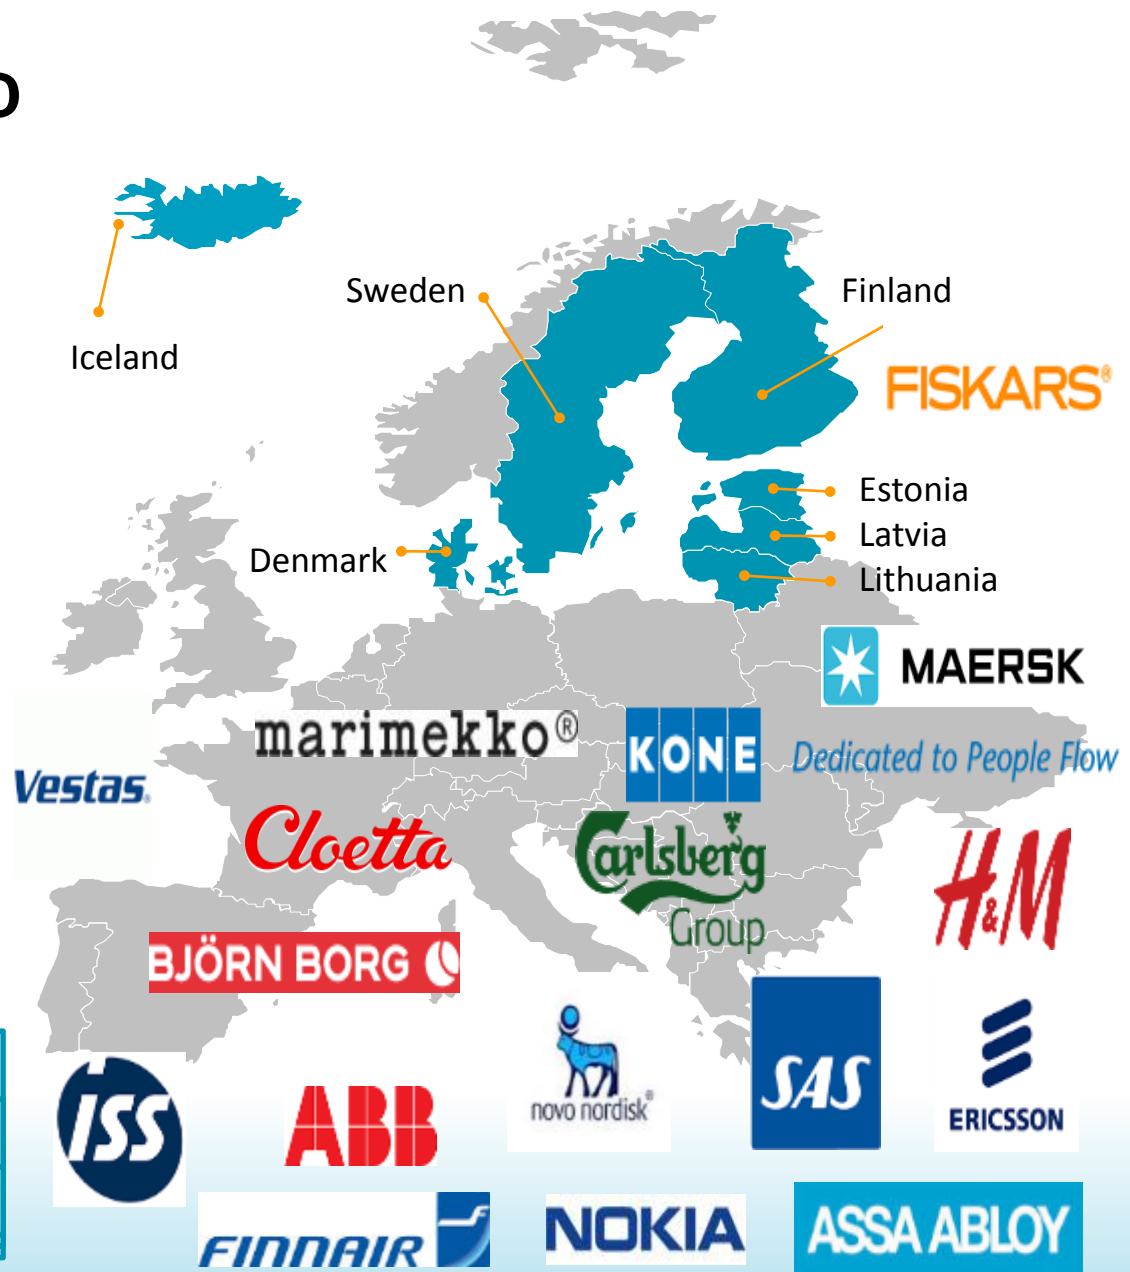 Sweden
Finland
Iceland
FISKARS®
Estonia
Latvia
Denmark
Lithuania
MAERSK
marimekko®
KONE
Dedicated to People Flow
Vestas
Cloetta
Carlsberg
Group
H&M
BJÖRN BORG
novo nordisk®
SAS
ISS
ABB
ERICSSON
FINNAIR
NOKIA
ASSA ABLOY